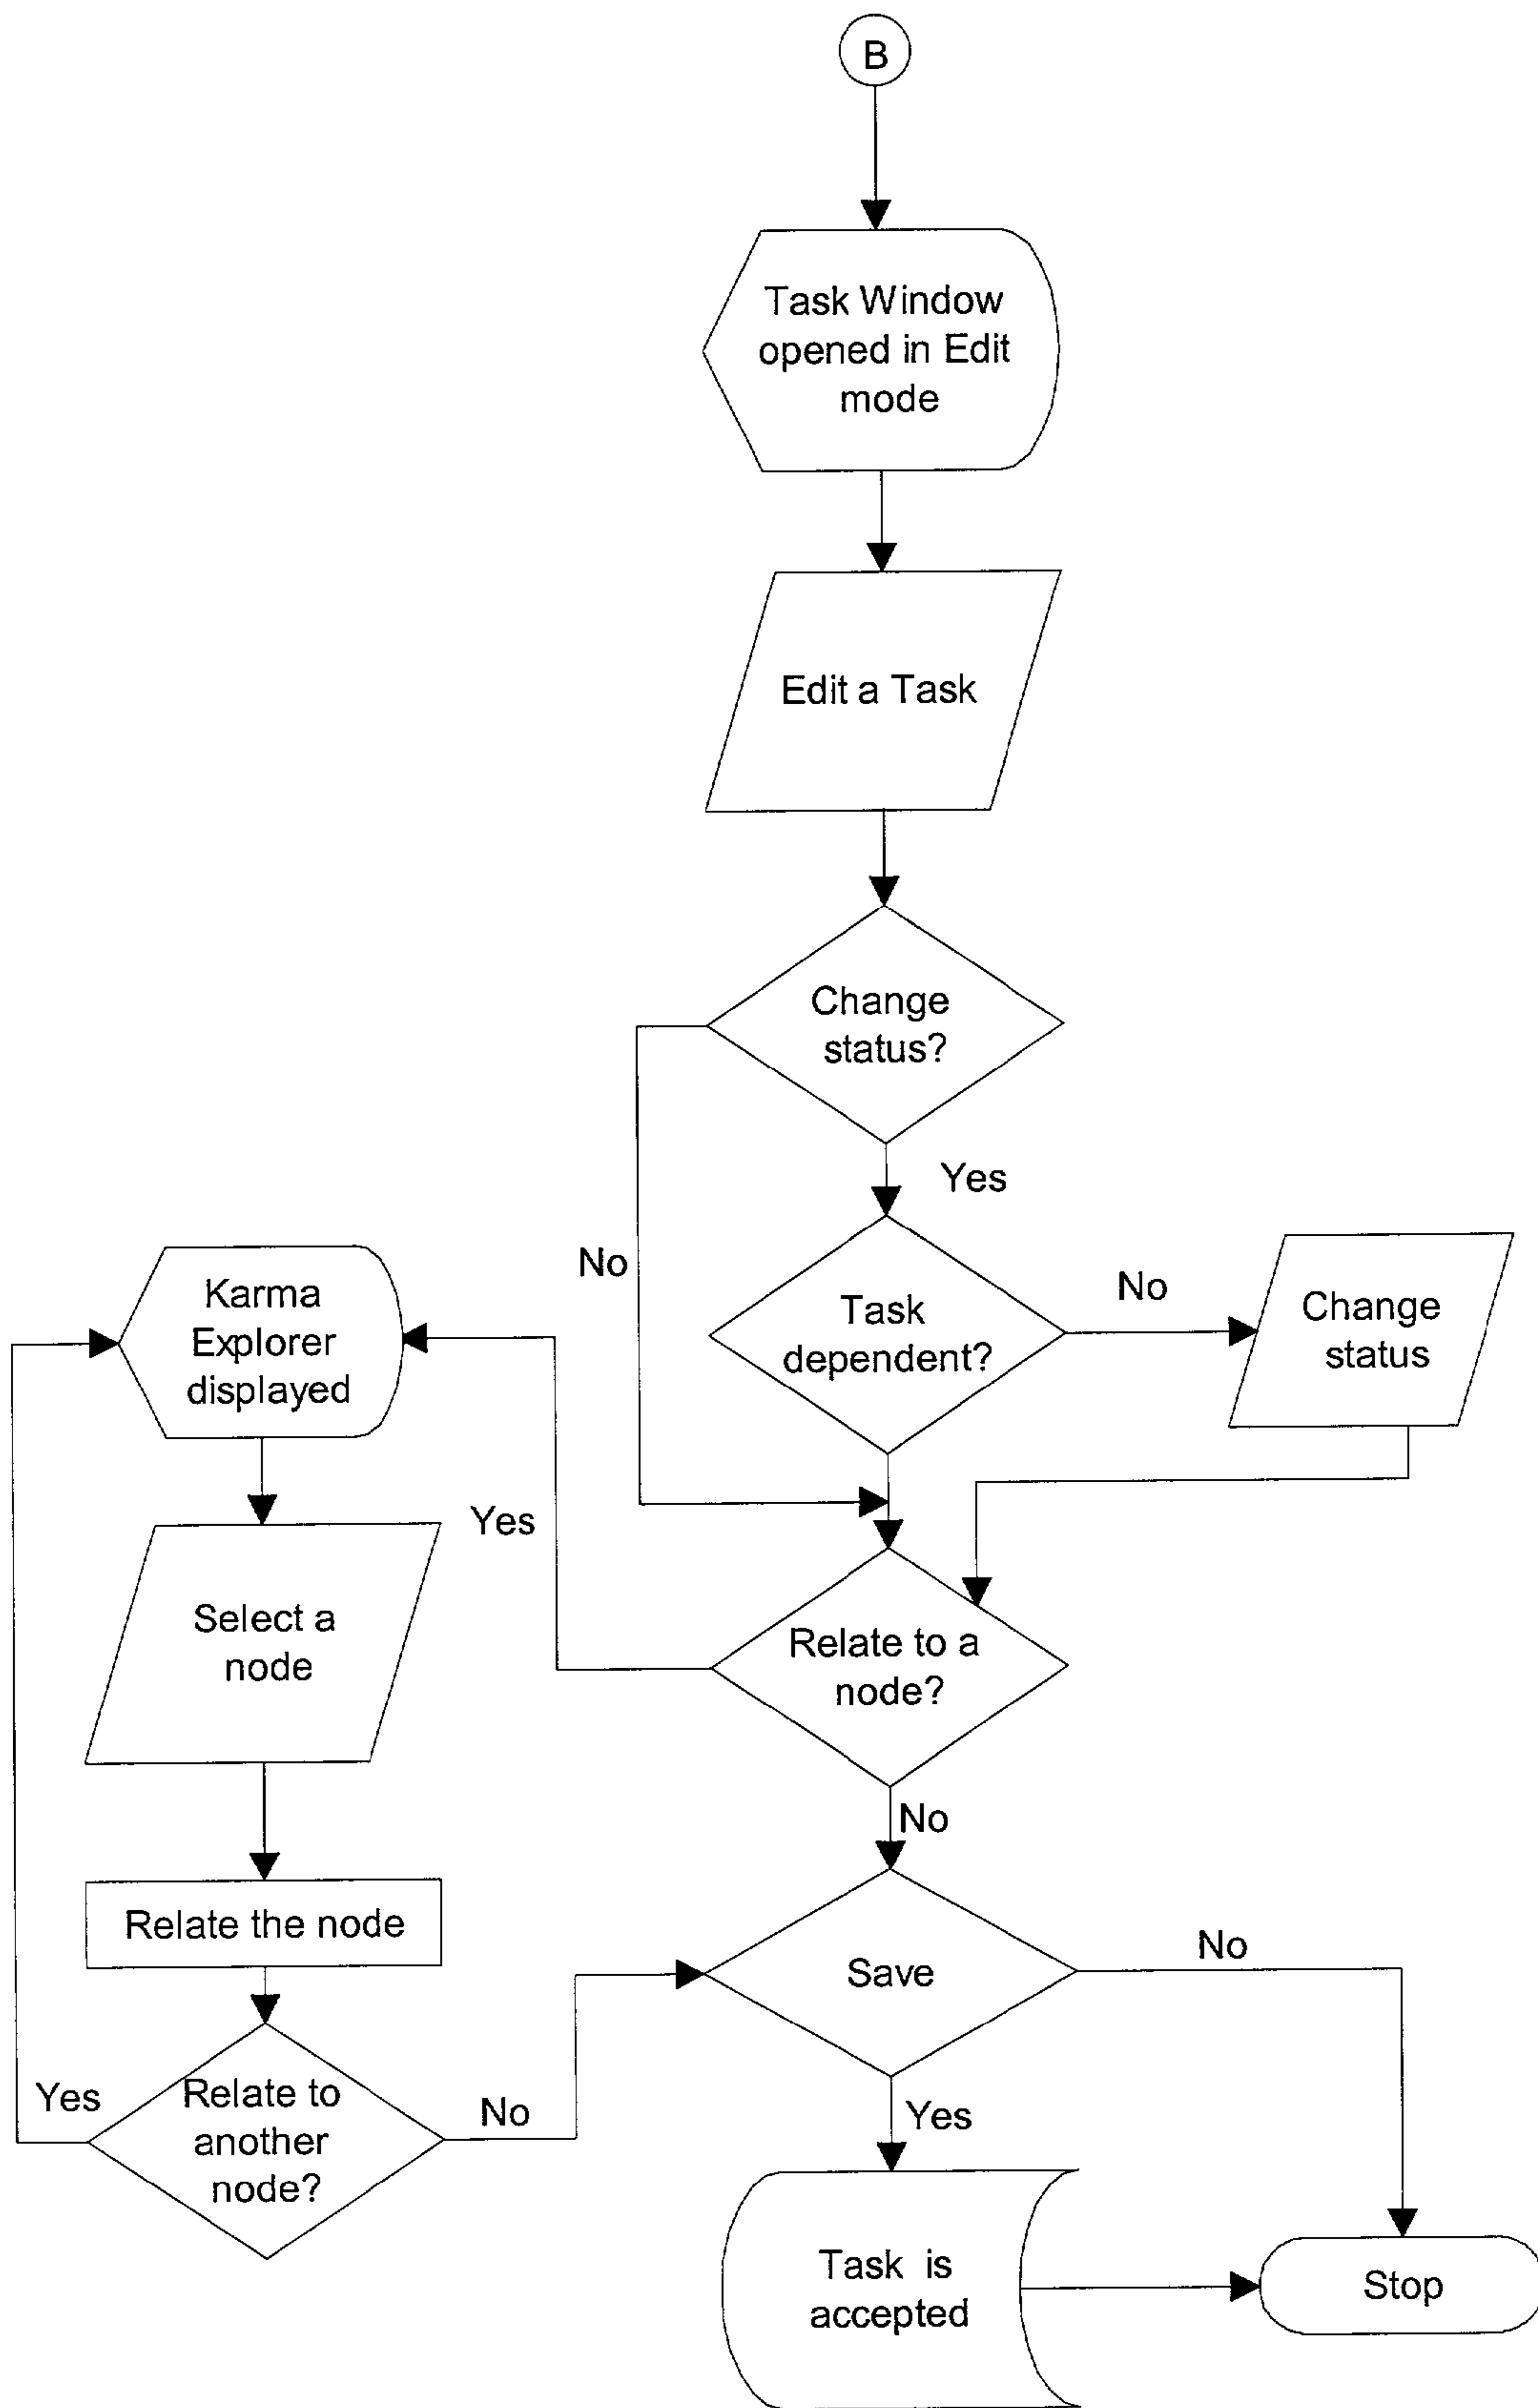 B
Task Window
opened in Edit
mode
Edit a Task
Change
status?
Yes
No
Task
dependent?
No
Change
status
Karma
Explorer
displayed
Yes
Select a
node
Relate to a
node?
No
Relate the node
Save
No
Yes
Relate to
another
node?
No
Yes
Task is
accepted
Stop